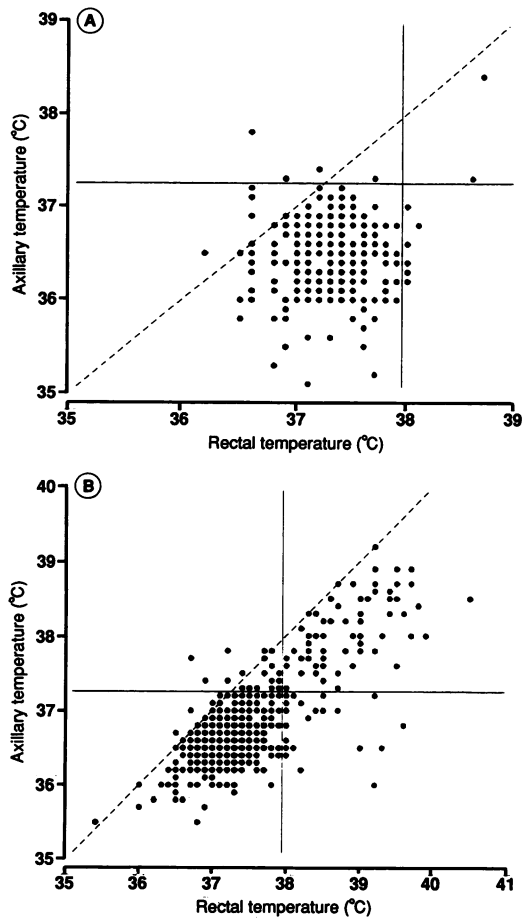 A
39
38
37
36
35
Axillary temperature (°C)
35 36 37 38 39
Rectal temperature (°C)
B
40
39
38
37
36
35
Axillary temperature (°C)
35 36 37 38 39 40 41
Rectal temperature (°C)